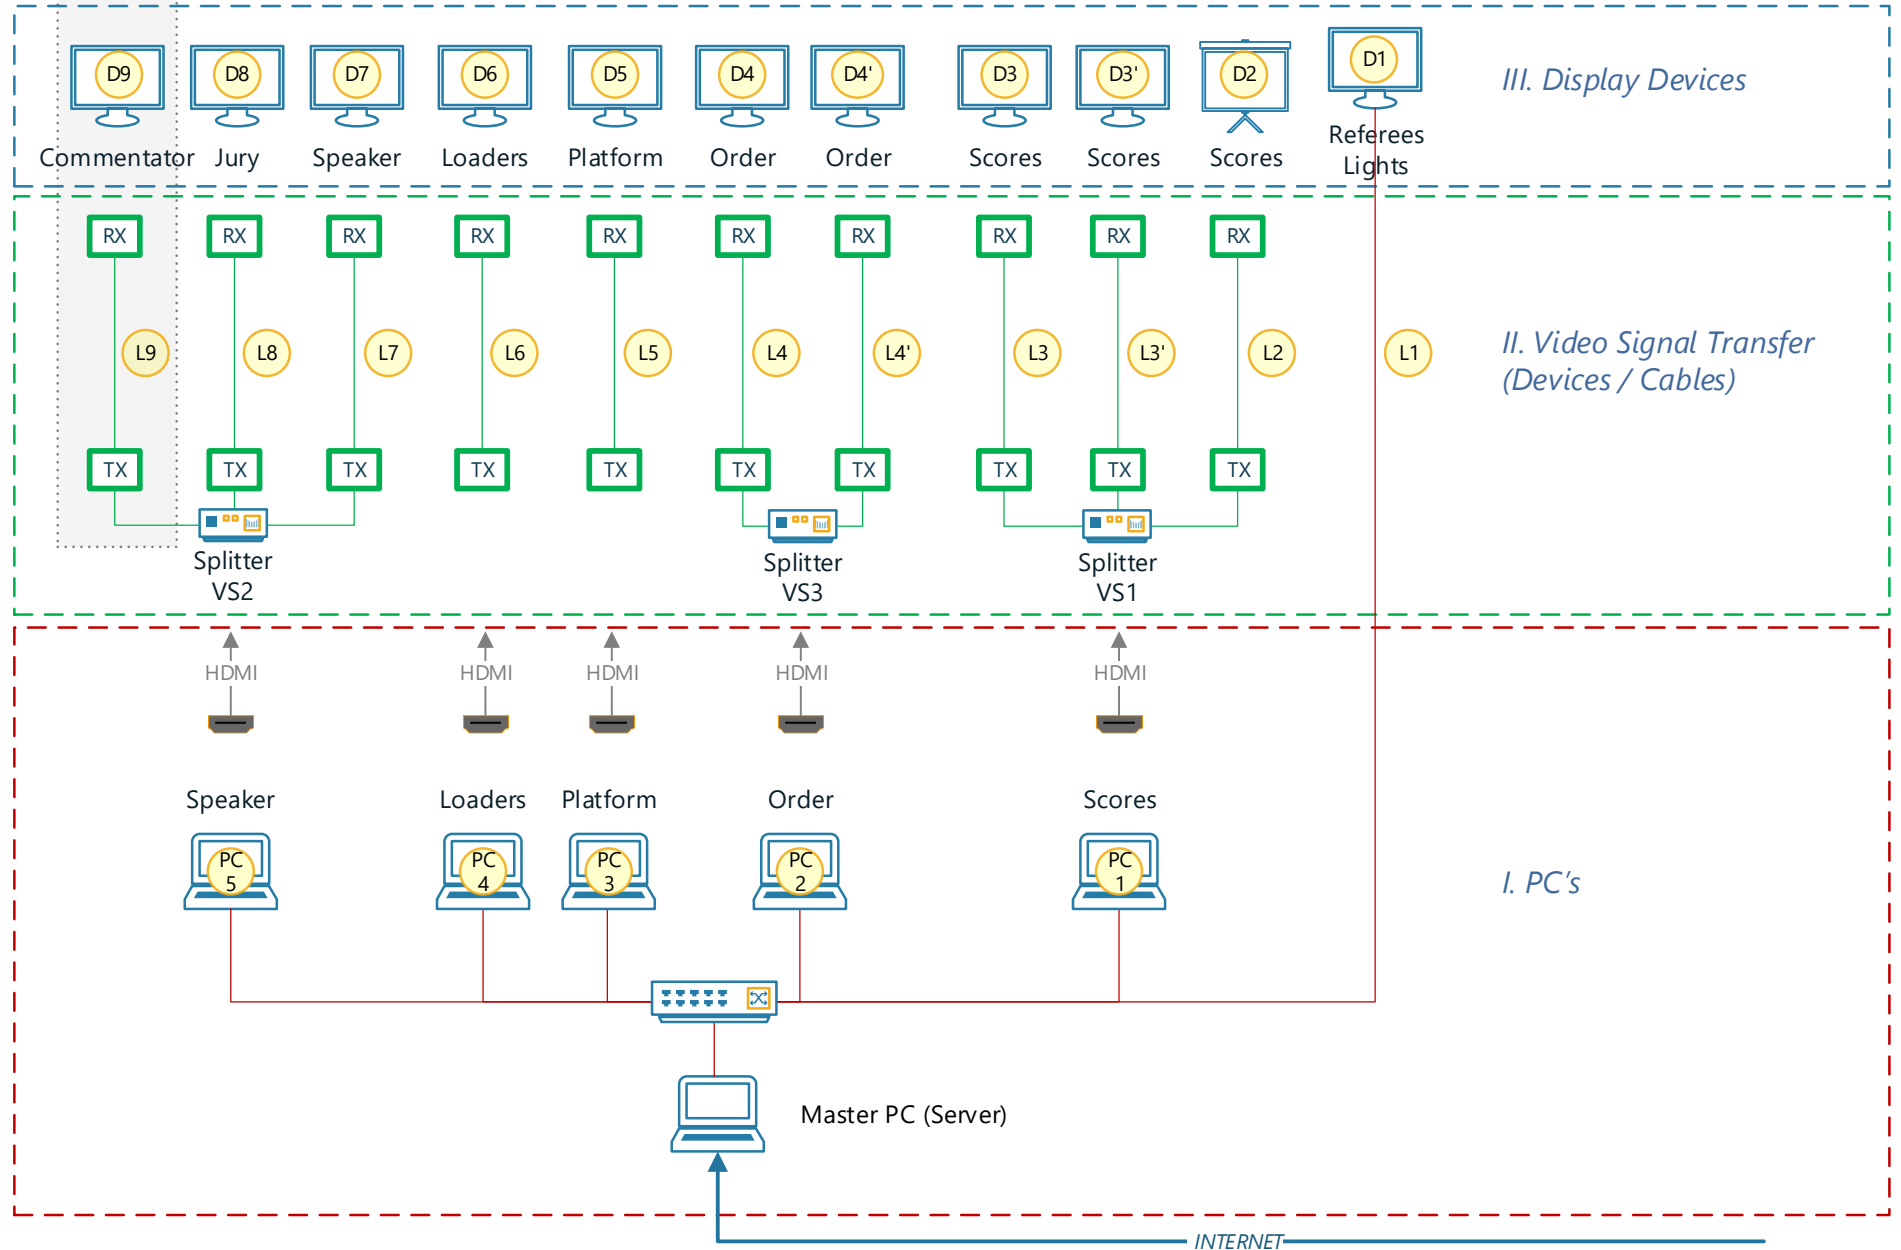 D9
D8
D7
D6
D5
D4
D4'
D3
D3'
D2
D1
III. Display Devices
Commentator
Jury
Speaker
Loaders
Platform
Order
Order
Scores
Scores
Scores
Referees
Lights
RX
RX
RX
RX
RX
RX
RX
RX
RX
RX
L9
L8
L7
L6
L5
L4
L4'
L3
L3'
L2
L1
II. Video Signal Transfer
(Devices / Cables)
TX
TX
TX
TX
TX
TX
TX
TX
TX
TX
Splitter
VS2
Splitter
VS3
Splitter
VS1
HDMI
HDMI
HDMI
HDMI
HDMI
Speaker
Loaders
Platform
Order
Scores
PC
5
PC
4
PC
3
PC
2
PC
1
I. PC's
Master PC (Server)
INTERNET